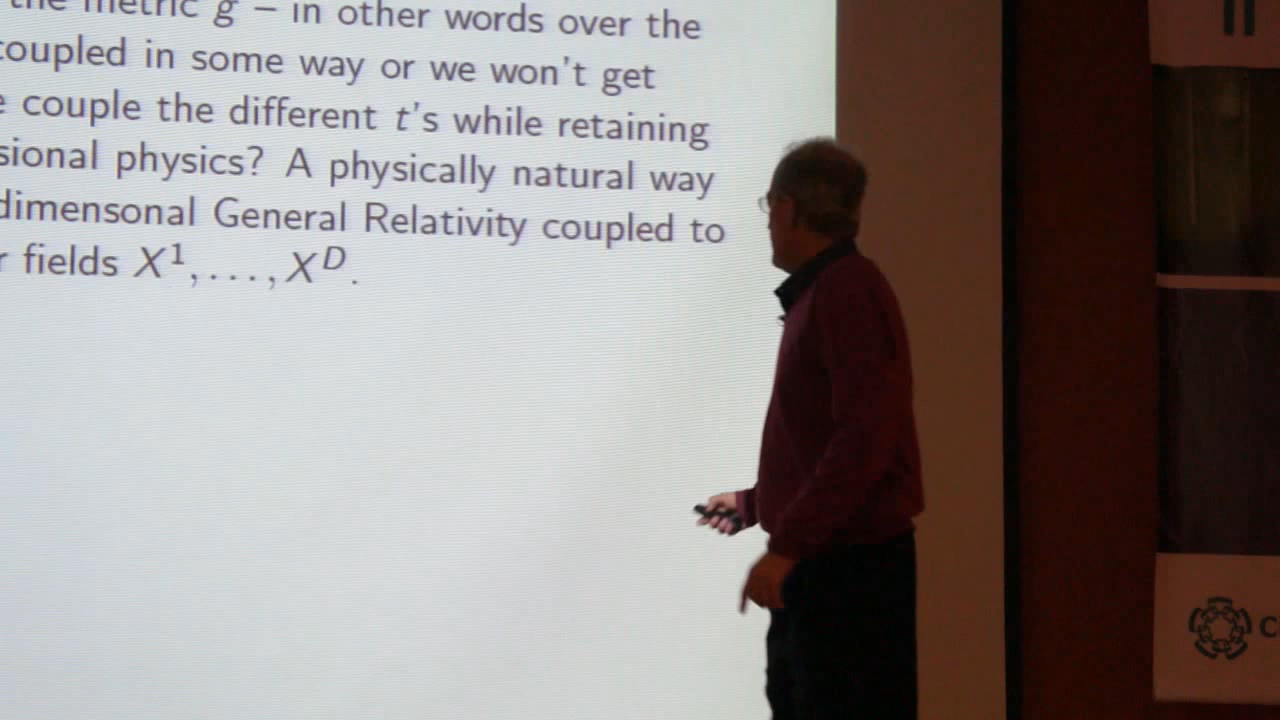 the metric g – in other words over the
coupled in some way or we won't get
couple the different t's while retaining
sional physics? A physically natural way
dimensonal General Relativity coupled to
r fields X¹, . . . , Xᴰ.